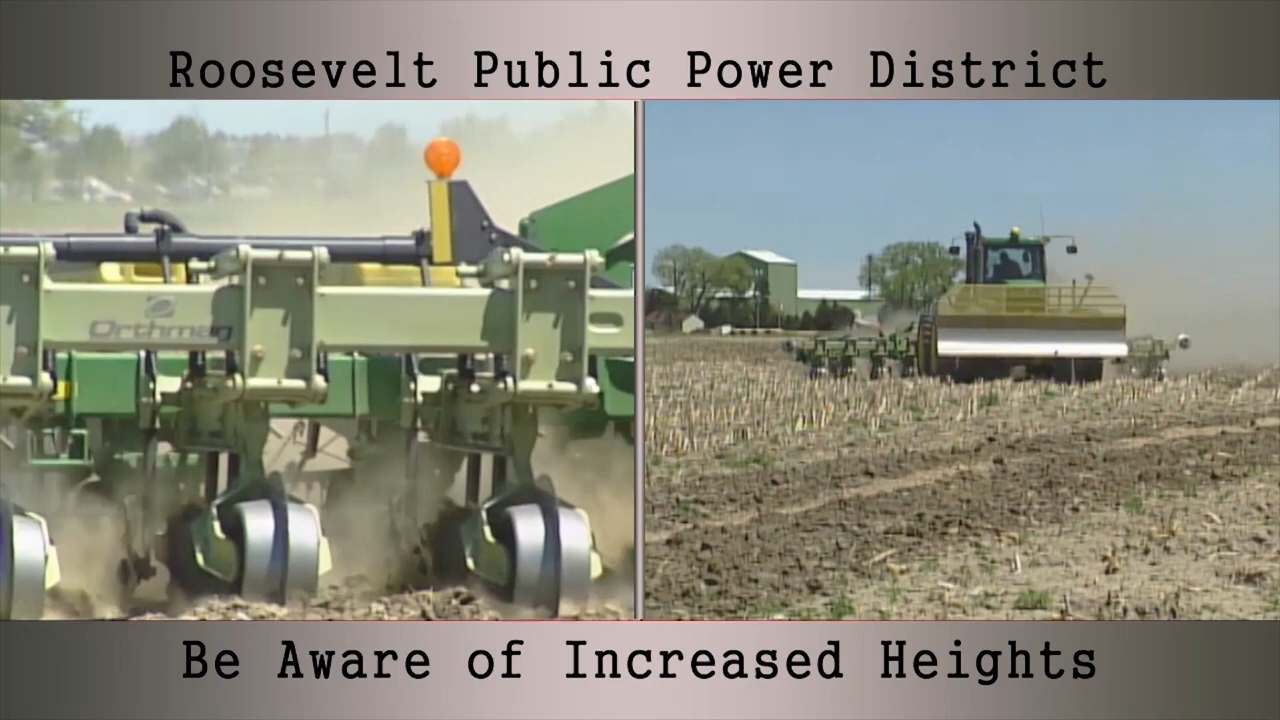 Roosevelt Public Power District
Orthman
Be Aware of Increased Heights